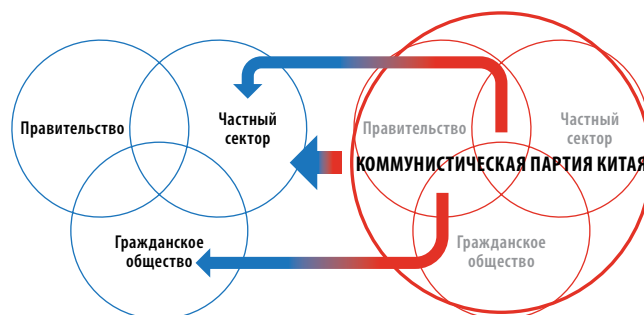 Правительство
Частный
сектор
Гражданское
общество
Правительство
Частный
сектор
КОММУНИСТИЧЕСКАЯ ПАРТИЯ КИТАЯ
Гражданское
общество